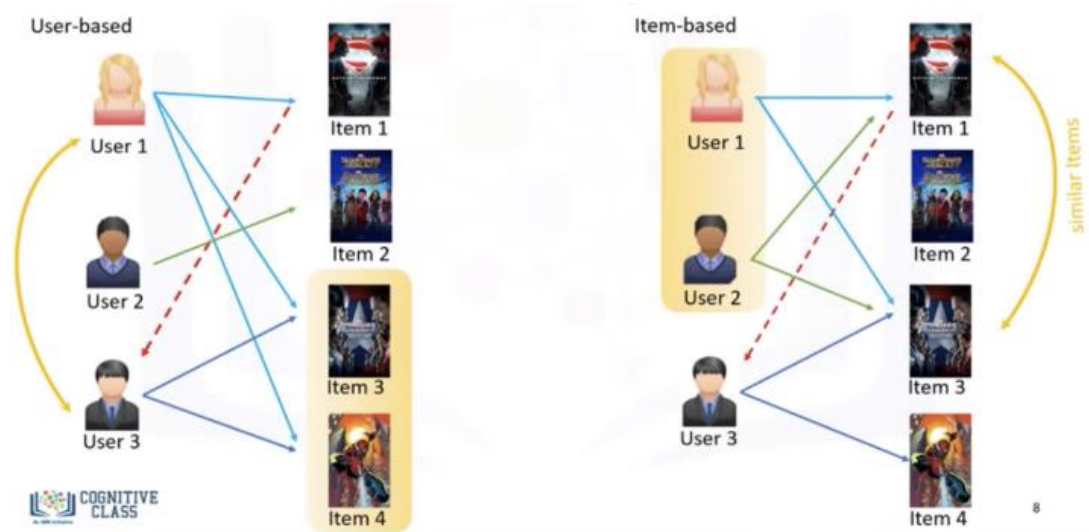 User-based
User 1
User 2
User 3
Item 1
Item 2
Item 3
Item 4
COGNITIVE
CLASS
Item-based
User 1
User 2
User 3
Item 1
Item 2
Item 3
Item 4
similar Items
8